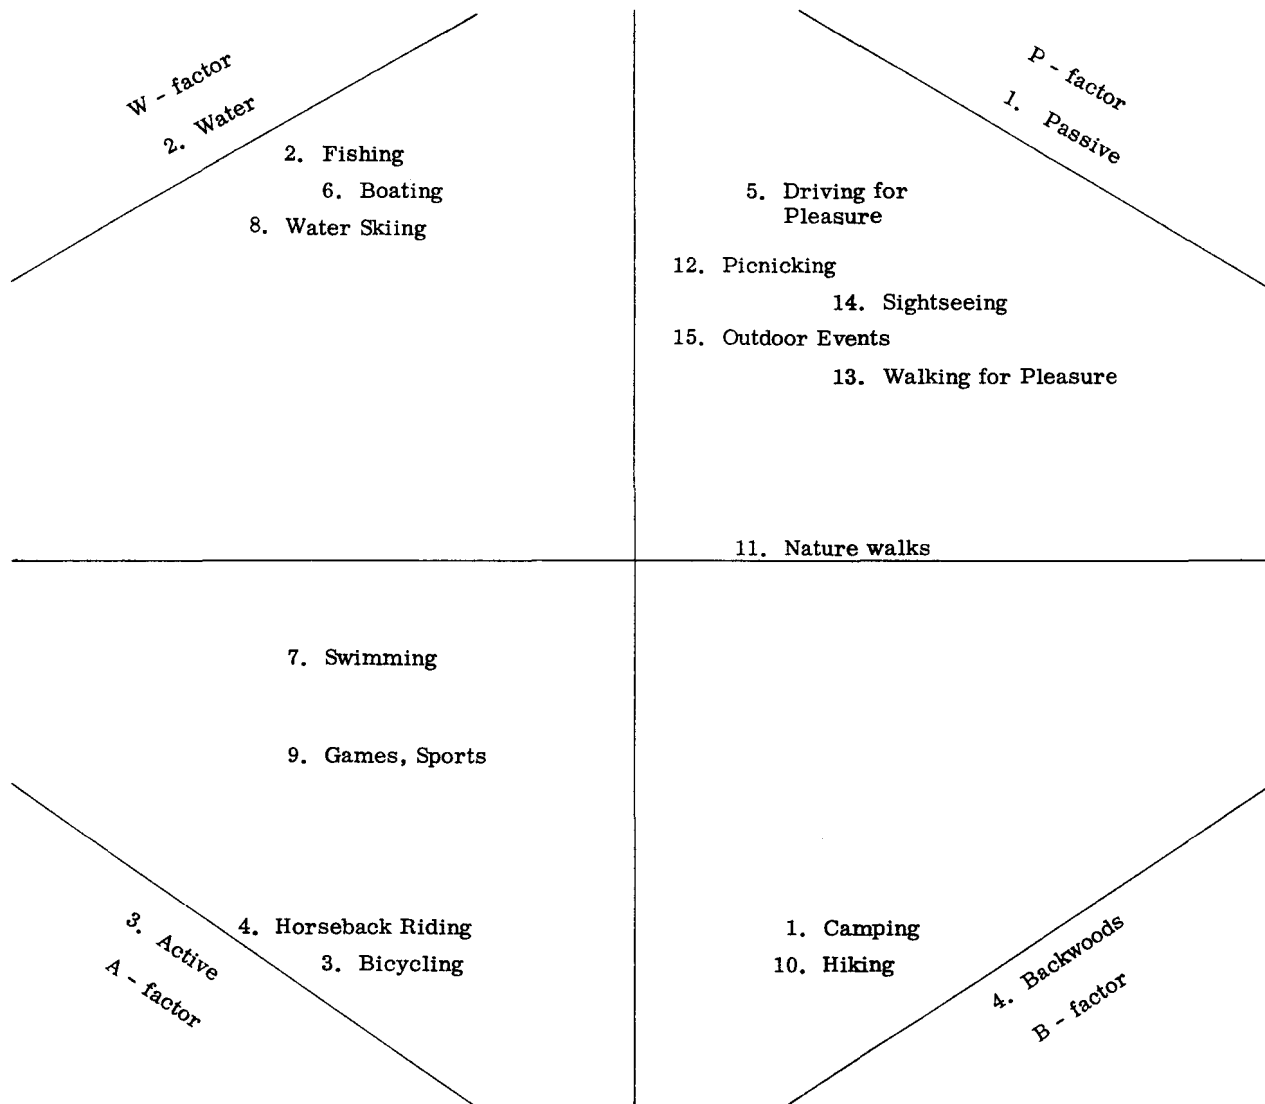 W - factor
2. Water
2. Fishing
6. Boating
8. Water Skiing
P - factor
1. Passive
5. Driving for
Pleasure
12. Picnicking
14. Sightseeing
15. Outdoor Events
13. Walking for Pleasure
11. Nature walks
7. Swimming
9. Games, Sports
4. Horseback Riding
3. Bicycling
3. Active
A - factor
1. Camping
10. Hiking
4. Backwoods
B - factor